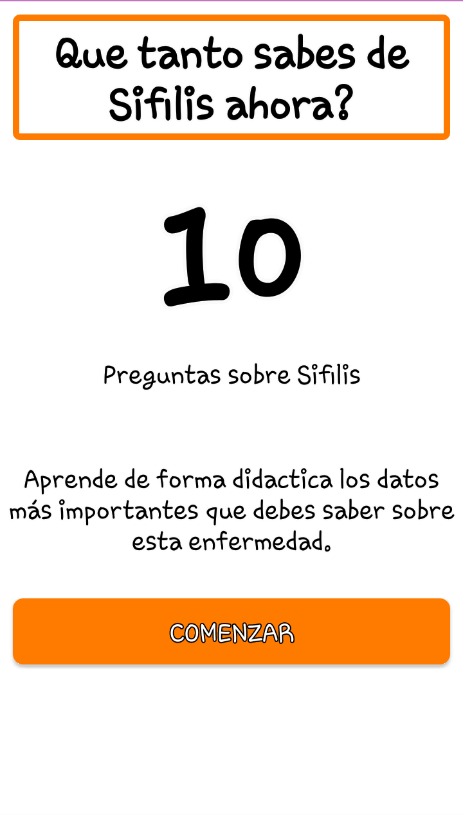 Que tanto sabes de
Sifilis ahora?
10
Preguntas sobre Sifilis
Aprende de forma didactica los datos
más importantes que debes saber sobre
esta enfermedad.
COMENZAR